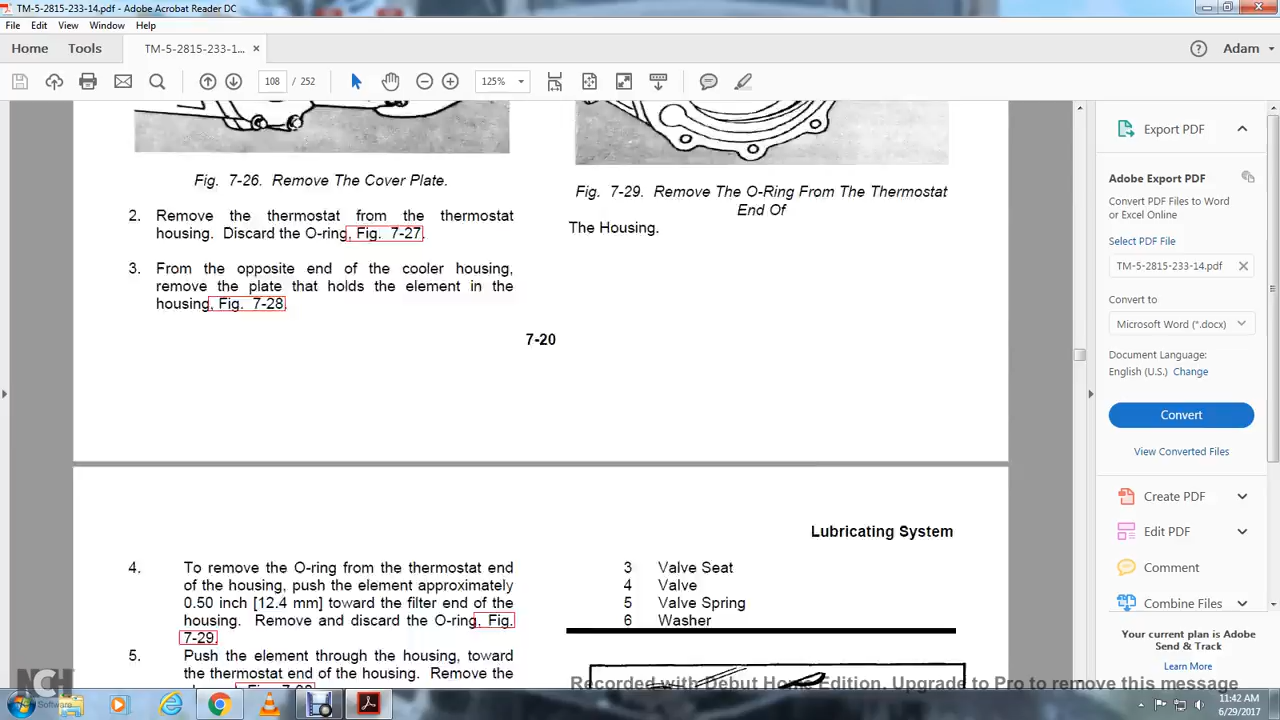 TM-5-2815-233-14.pdf - Adobe Acrobat Reader DC
File Edit View Window Help
Home Tools TM-5-2815-233-1... × Adam
108 / 252 125%
Fig. 7-26. Remove The Cover Plate.
2. Remove the thermostat from the thermostat
housing. Discard the O-ring, Fig. 7-27.
3. From the opposite end of the cooler housing,
remove the plate that holds the element in the
housing, Fig. 7-28.
Fig. 7-29. Remove The O-Ring From The Thermostat
End Of
The Housing.
7-20
Lubricating System
4. To remove the O-ring from the thermostat end
of the housing, push the element approximately
0.50 inch [12.4 mm] toward the filter end of the
housing. Remove and discard the O-ring, Fig.
7-29.
5. Push the element through the housing, toward
the thermostat end of the housing. Remove the
3 Valve Seat
4 Valve
5 Valve Spring
6 Washer
Export PDF
Adobe Export PDF
Convert PDF Files to Word
or Excel Online
Select PDF File
TM-5-2815-233-14.pdf
Convert to
Microsoft Word (*.docx)
Document Language:
English (U.S.) Change
Convert
View Converted Files
Create PDF
Edit PDF
Comment
Combine Files
Your current plan is Adobe
Send & Track
Learn More
Recorded with Debut Home Edition. Upgrade to Pro to remove this message
NCH
Software
11:42 AM
6/29/2017